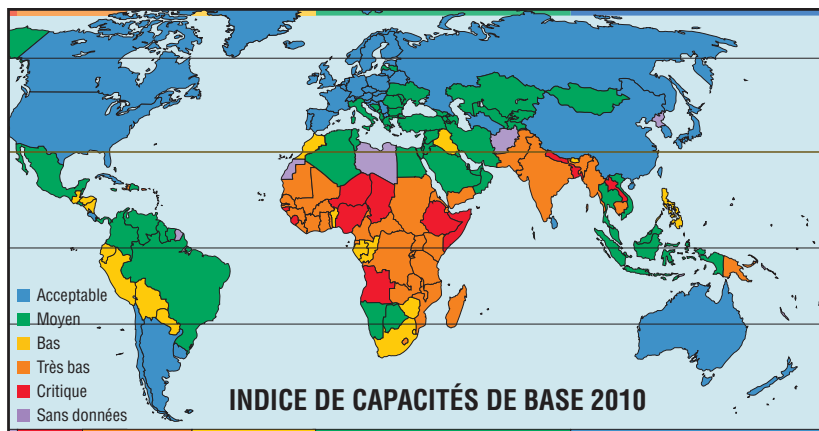 Acceptable
Moyen
Bas
Très bas
Critique
Sans données
INDICE DE CAPACITÉS DE BASE 2010